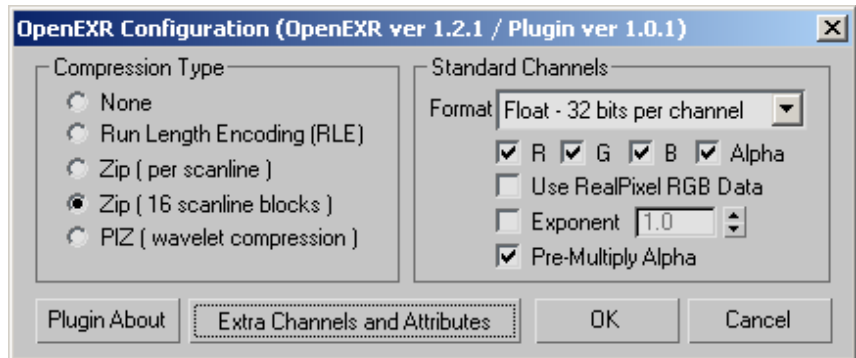 OpenEXR Configuration (OpenEXR ver 1.2.1 / Plugin ver 1.0.1)
Compression Type
None
Run Length Encoding (RLE)
Zip ( per scanline )
Zip ( 16 scanline blocks )
PIZ ( wavelet compression )
Standard Channels
Format Float - 32 bits per channel
R G B Alpha
Use RealPixel RGB Data
Exponent 1.0
Pre-Multiply Alpha
Plugin About Extra Channels and Attributes OK Cancel